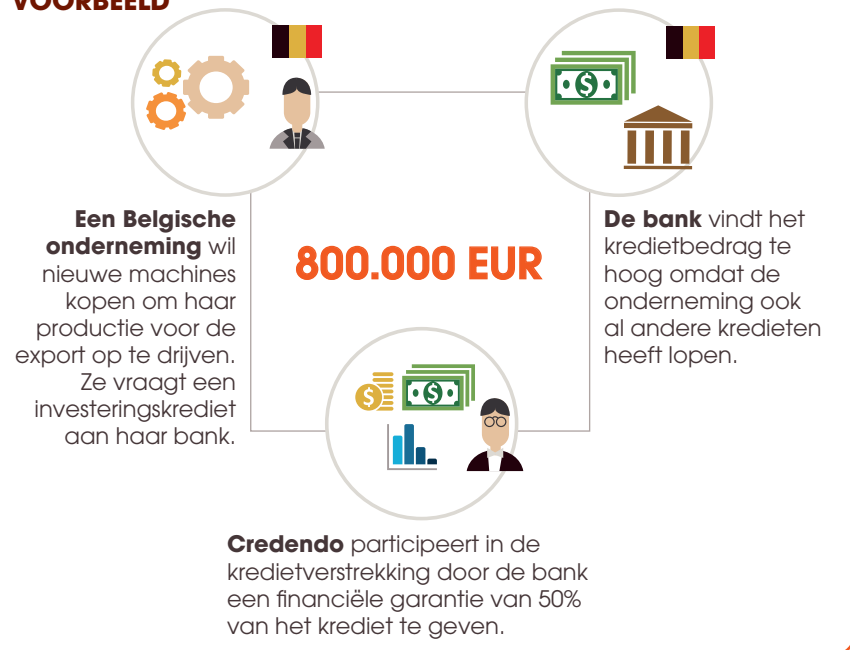 VOORBEELD
Een Belgische
onderneming wil
nieuwe machines
kopen om haar
productie voor de
export op te drijven.
Ze vraagt een
investeringskrediet
aan haar bank.
800.000 EUR
De bank vindt het
kredietbedrag te
hoog omdat de
onderneming ook
al andere kredieten
heeft lopen.
Credendo participeert in de
kredietverstrekking door de bank
een financiële garantie van 50%
van het krediet te geven.